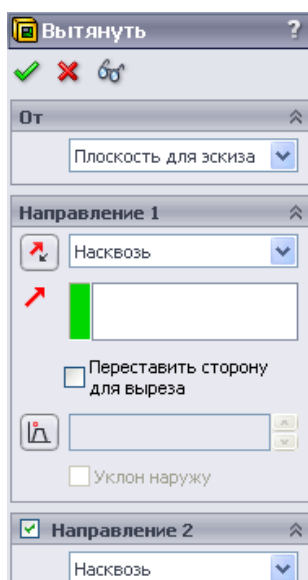 Вытянуть ?
От
Плоскость для эскиза
Направление 1
Насквозь
Переставить сторону
для выреза
Уклон наружу
Направление 2
Насквозь